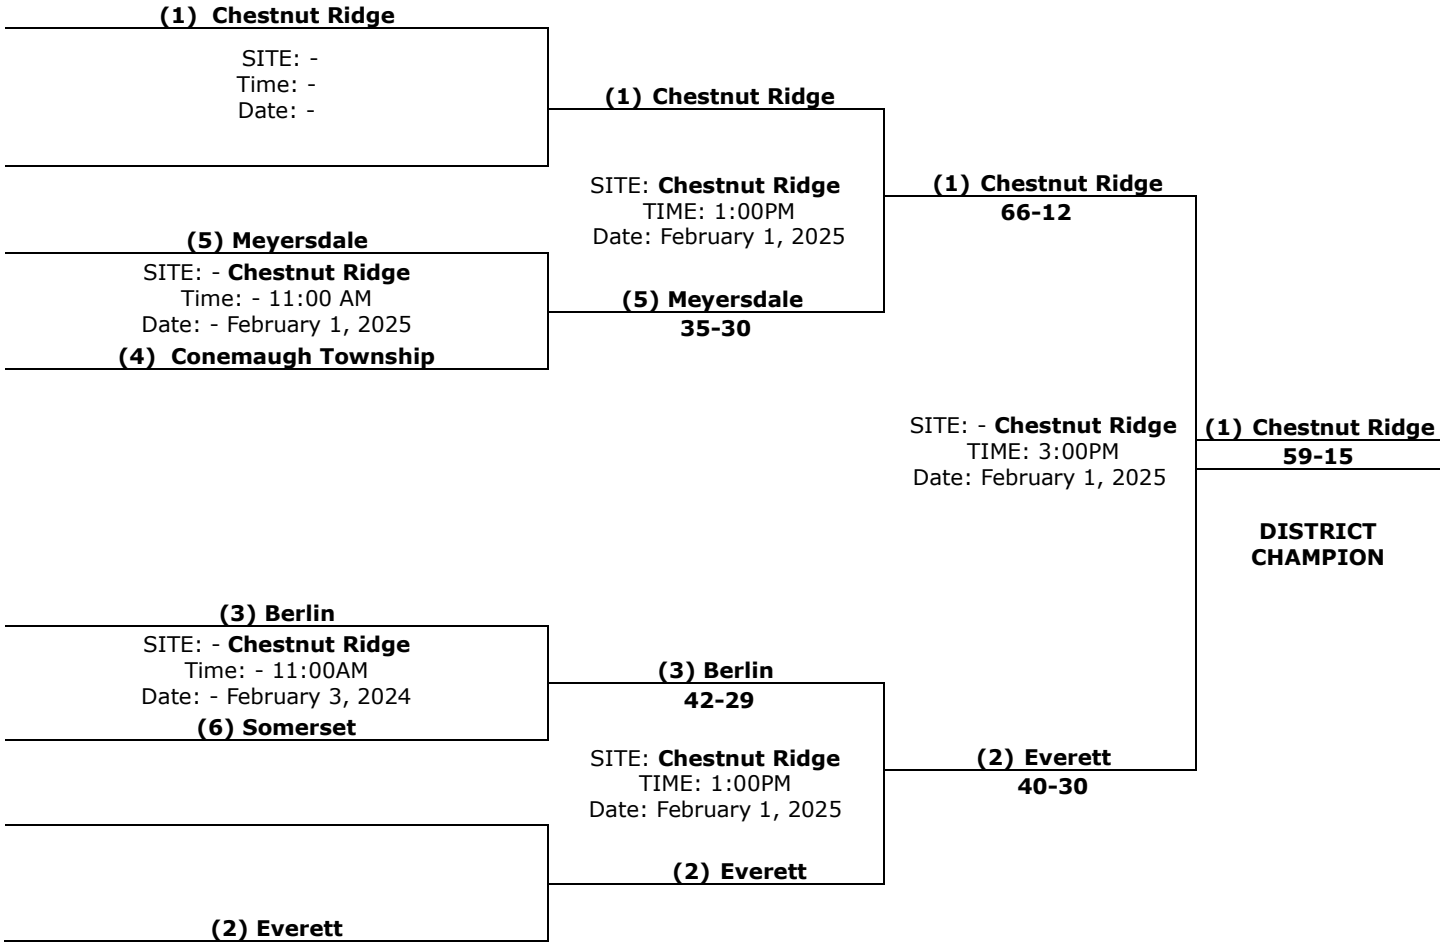 (1) Chestnut Ridge
SITE: -
Time: -
Date: -
(5) Meyersdale
SITE: - Chestnut Ridge
Time: - 11:00 AM
Date: - February 1, 2025
(4) Conemaugh Township
(3) Berlin
SITE: - Chestnut Ridge
Time: - 11:00AM
Date: - February 3, 2024
(6) Somerset
(2) Everett
(1) Chestnut Ridge
SITE: Chestnut Ridge
TIME: 1:00PM
Date: February 1, 2025
(5) Meyersdale
35-30
(3) Berlin
42-29
SITE: Chestnut Ridge
TIME: 1:00PM
Date: February 1, 2025
(2) Everett
(1) Chestnut Ridge
66-12
SITE: - Chestnut Ridge
TIME: 3:00PM
Date: February 1, 2025
(2) Everett
40-30
(1) Chestnut Ridge
59-15
DISTRICT
CHAMPION